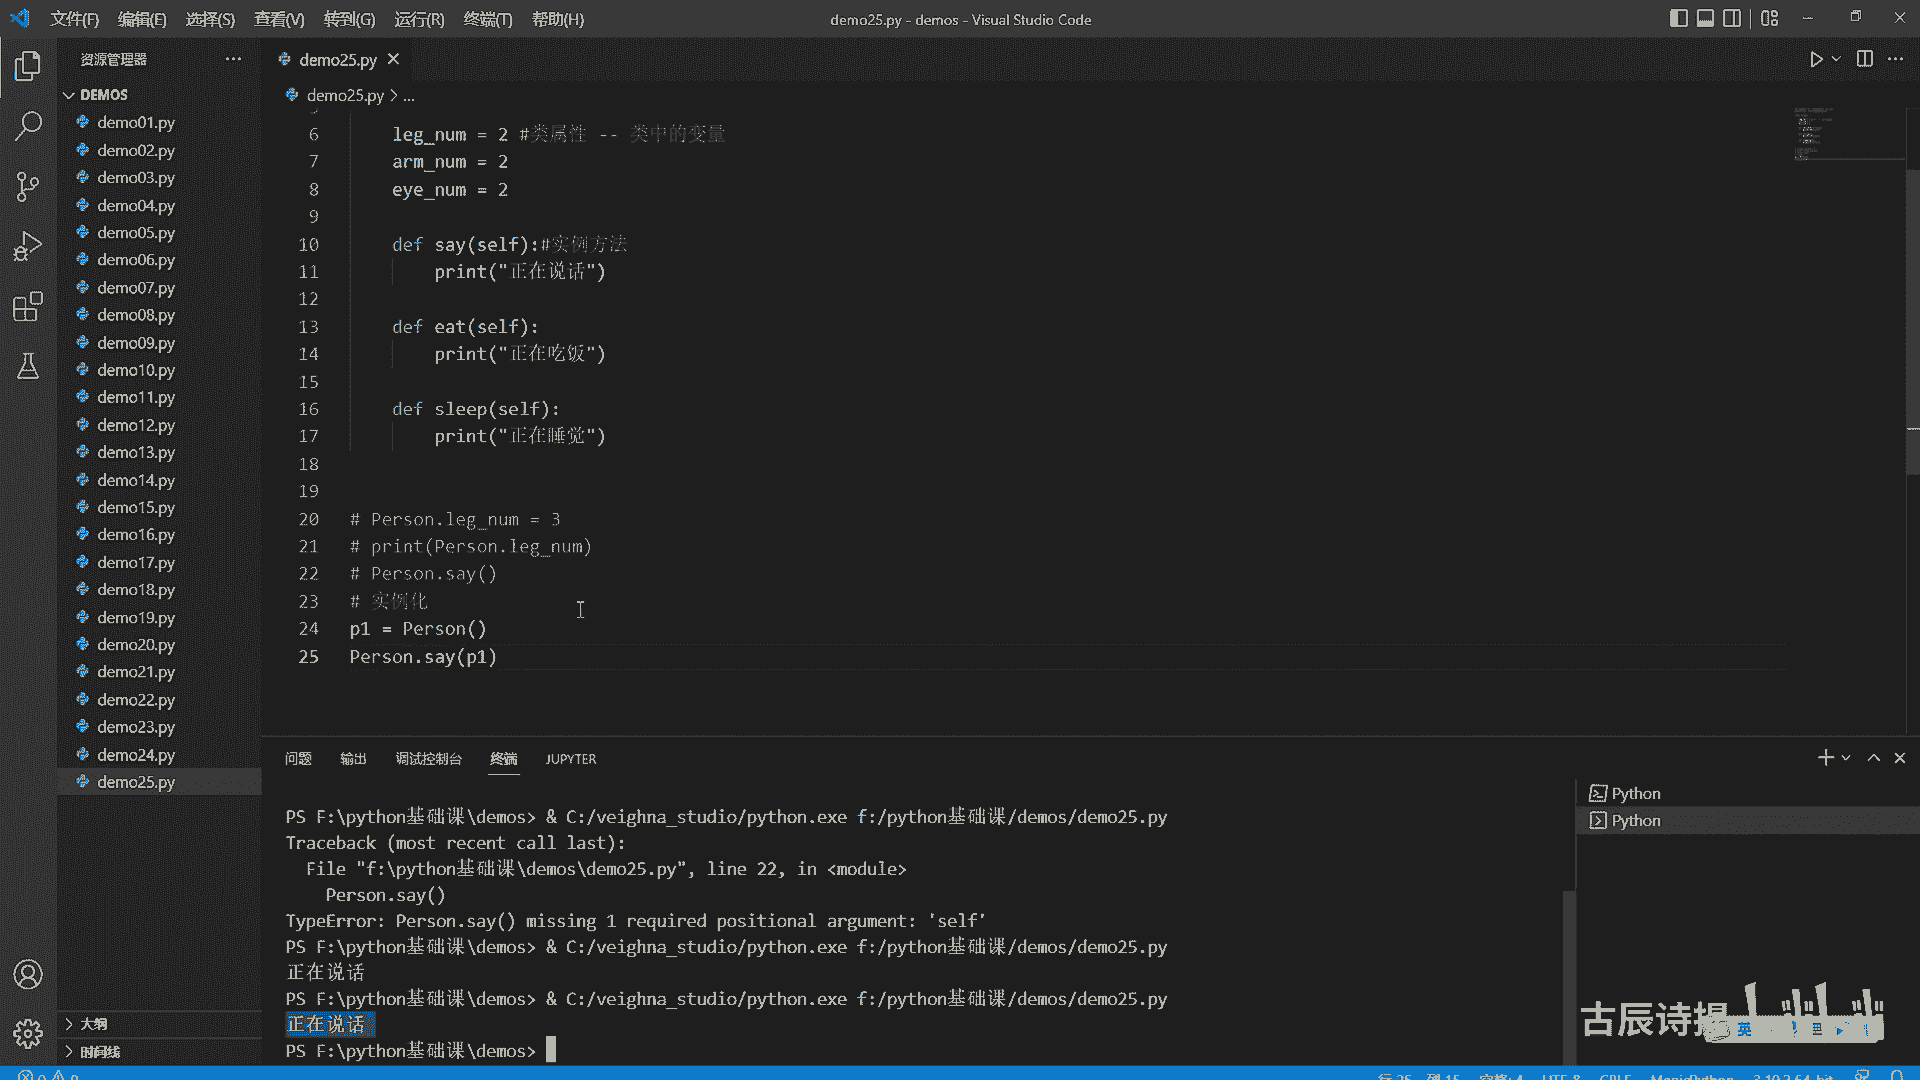 文件(F) 编辑(E) 选择(S) 查看(V) 转到(G) 运行(R) 终端(T) 帮助(H)
demo25.py - demos - Visual Studio Code
资源管理器
DEMOS
demo01.py
demo02.py
demo03.py
demo04.py
demo05.py
demo06.py
demo07.py
demo08.py
demo09.py
demo10.py
demo11.py
demo12.py
demo13.py
demo14.py
demo15.py
demo16.py
demo17.py
demo18.py
demo19.py
demo20.py
demo21.py
demo22.py
demo23.py
demo24.py
demo25.py
大纲
时间线
demo25.py
demo25.py > ...
6 leg_num = 2 #类属性 -- 类中的变量
7 arm_num = 2
8 eye_num = 2
9
10 def say(self):#实例方法
11 print("正在说话")
12
13 def eat(self):
14 print("正在吃饭")
15
16 def sleep(self):
17 print("正在睡觉")
18
19
20 # Person.leg_num = 3
21 # print(Person.leg_num)
22 # Person.say()
23 # 实例化
24 p1 = Person()
25 Person.say(p1)
问题 输出 调试控制台 终端 JUPYTER
PS F:\python基础课\demos> & C:/veighna_studio/python.exe f:/python基础课/demos/demo25.py
Traceback (most recent call last):
File "f:\python基础课\demos\demo25.py", line 22, in <module>
Person.say()
TypeError: Person.say() missing 1 required positional argument: 'self'
PS F:\python基础课\demos> & C:/veighna_studio/python.exe f:/python基础课/demos/demo25.py
正在说话
PS F:\python基础课\demos> & C:/veighna_studio/python.exe f:/python基础课/demos/demo25.py
正在说话
PS F:\python基础课\demos>
Python
Python
古辰诗提
英